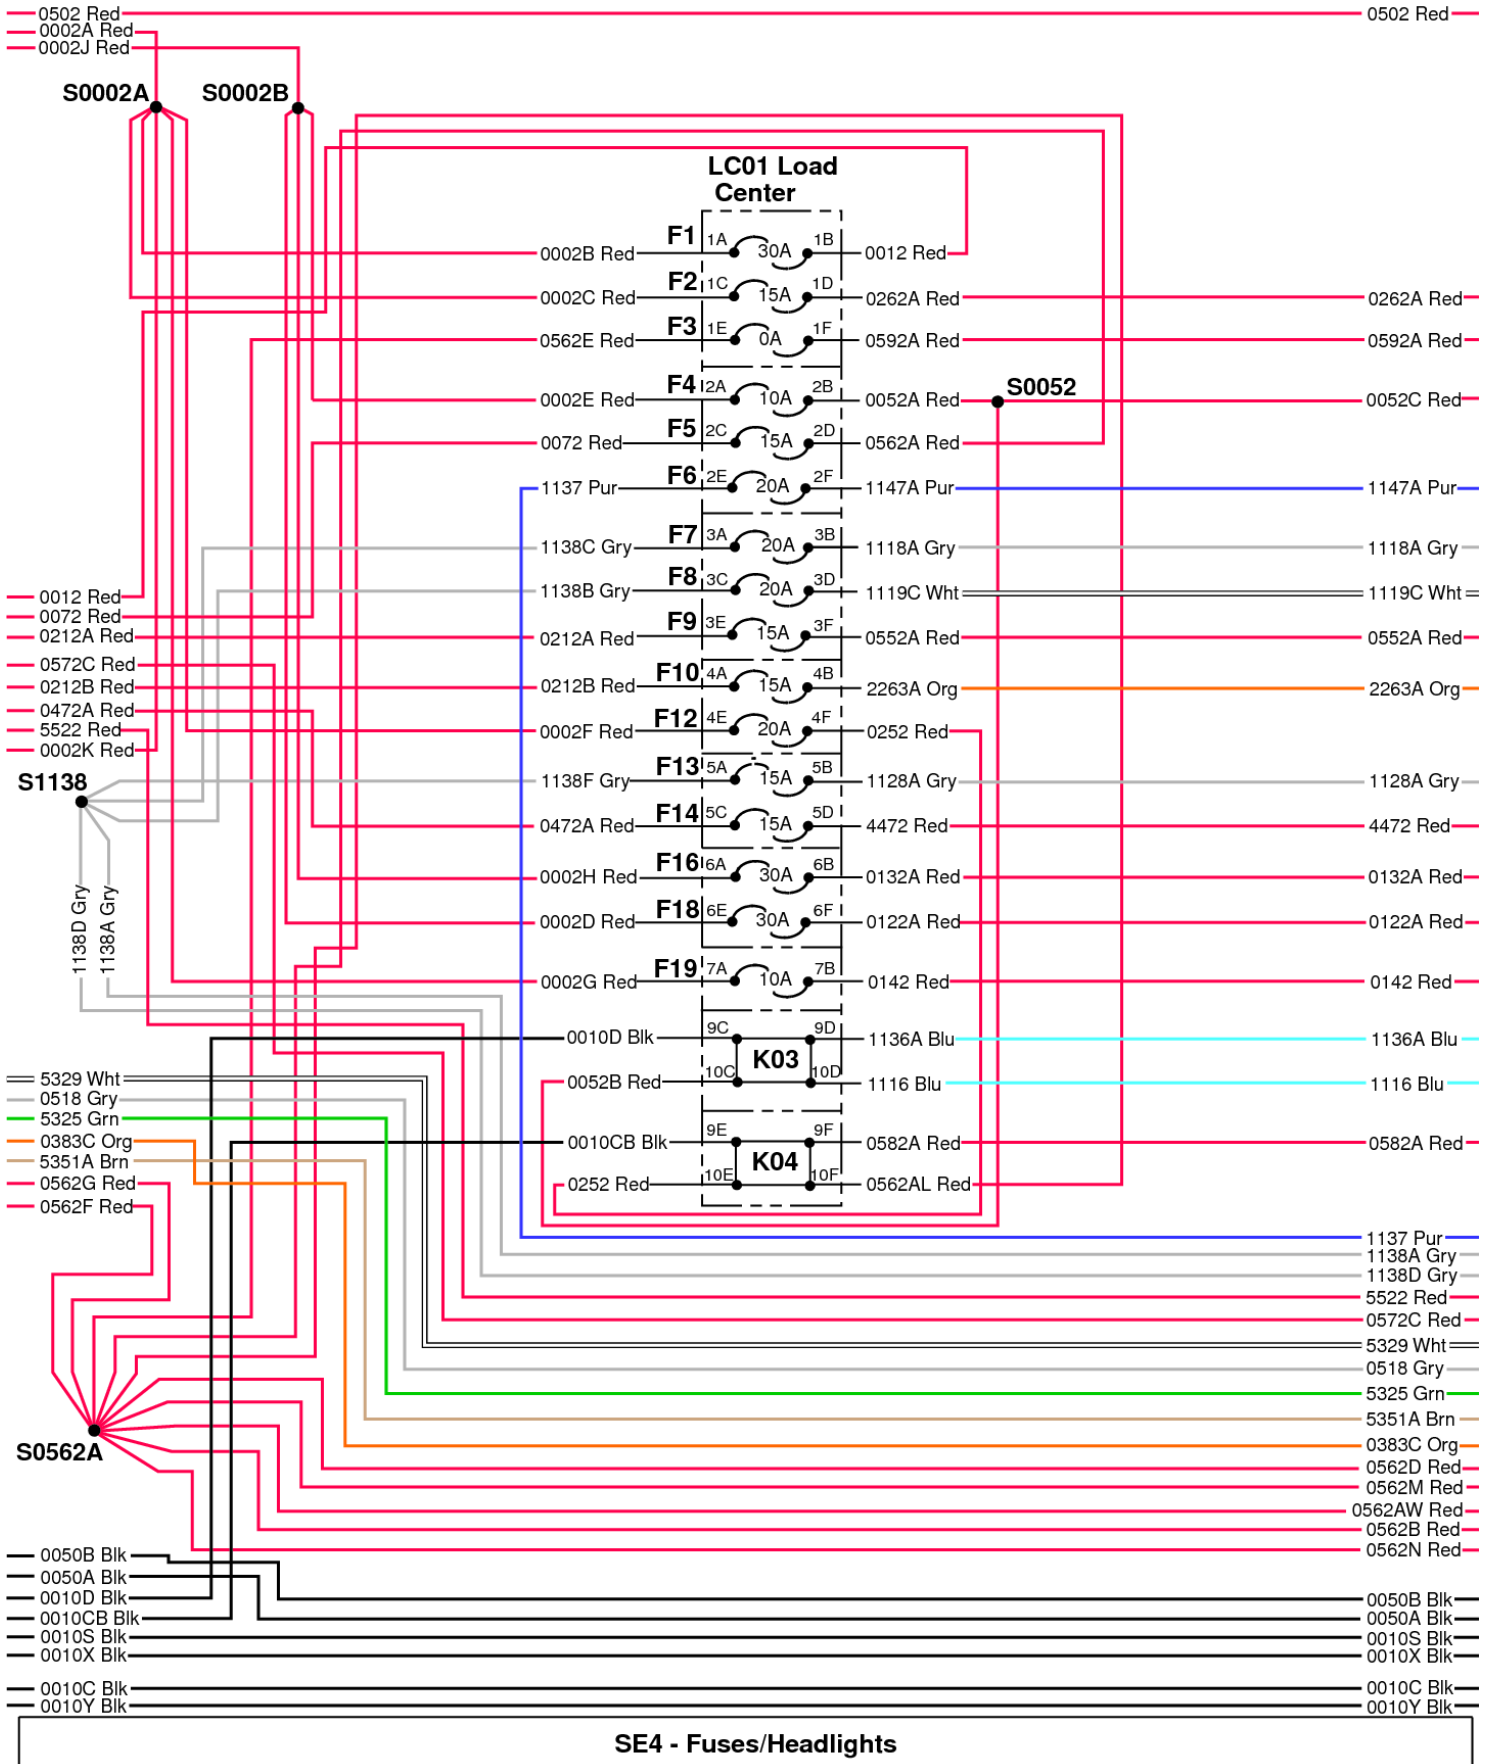 0502 Red 0502 Red
0002A Red
0002J Red
S0002A S0002B
LC01 Load
Center
0002B Red F1 1A 30A 1B 0012 Red
0002C Red F2 1C 15A 1D 0262A Red 0262A Red
0562E Red F3 1E 0A 1F 0592A Red 0592A Red
0002E Red F4 2A 10A 2B 0052A Red S0052 0052C Red
0072 Red F5 2C 15A 2D 0562A Red
1137 Pur F6 2E 20A 2F 1147A Pur 1147A Pur
1138C Gry F7 3A 20A 3B 1118A Gry 1118A Gry
1138B Gry F8 3C 20A 3D 1119C Wht 1119C Wht
0012 Red
0072 Red
0212A Red 0212A Red F9 3E 15A 3F 0552A Red 0552A Red
0572C Red
0212B Red 0212B Red F10 4A 15A 4B 2263A Org 2263A Org
0472A Red
5522 Red 0002F Red F12 4E 20A 4F 0252 Red
0002K Red
S1138 1138F Gry F13 5A 15A 5B 1128A Gry 1128A Gry
0472A Red F14 5C 15A 5D 4472 Red 4472 Red
0002H Red F16 6A 30A 6B 0132A Red 0132A Red
0002D Red F18 6E 30A 6F 0122A Red 0122A Red
1138D Gry
1138A Gry
0002G Red F19 7A 10A 7B 0142 Red 0142 Red
0010D Blk 9C 9D 1136A Blu 1136A Blu
K03
0052B Red 10C 10D 1116 Blu 1116 Blu
5329 Wht
0518 Gry
5325 Grn
0383C Org 0010CB Blk 9E 9F 0582A Red 0582A Red
5351A Brn K04
0562G Red 0252 Red 10E 10F 0562AL Red
0562F Red
1137 Pur
1138A Gry
1138D Gry
5522 Red
0572C Red
5329 Wht
0518 Gry
5325 Grn
5351A Brn
S0562A 0383C Org
0562D Red
0562M Red
0562AW Red
0562B Red
0562N Red
0050B Blk
0050A Blk
0010D Blk 0050B Blk
0010CB Blk 0050A Blk
0010S Blk 0010S Blk
0010X Blk 0010X Blk
0010C Blk 0010C Blk
0010Y Blk 0010Y Blk
SE4 - Fuses/Headlights